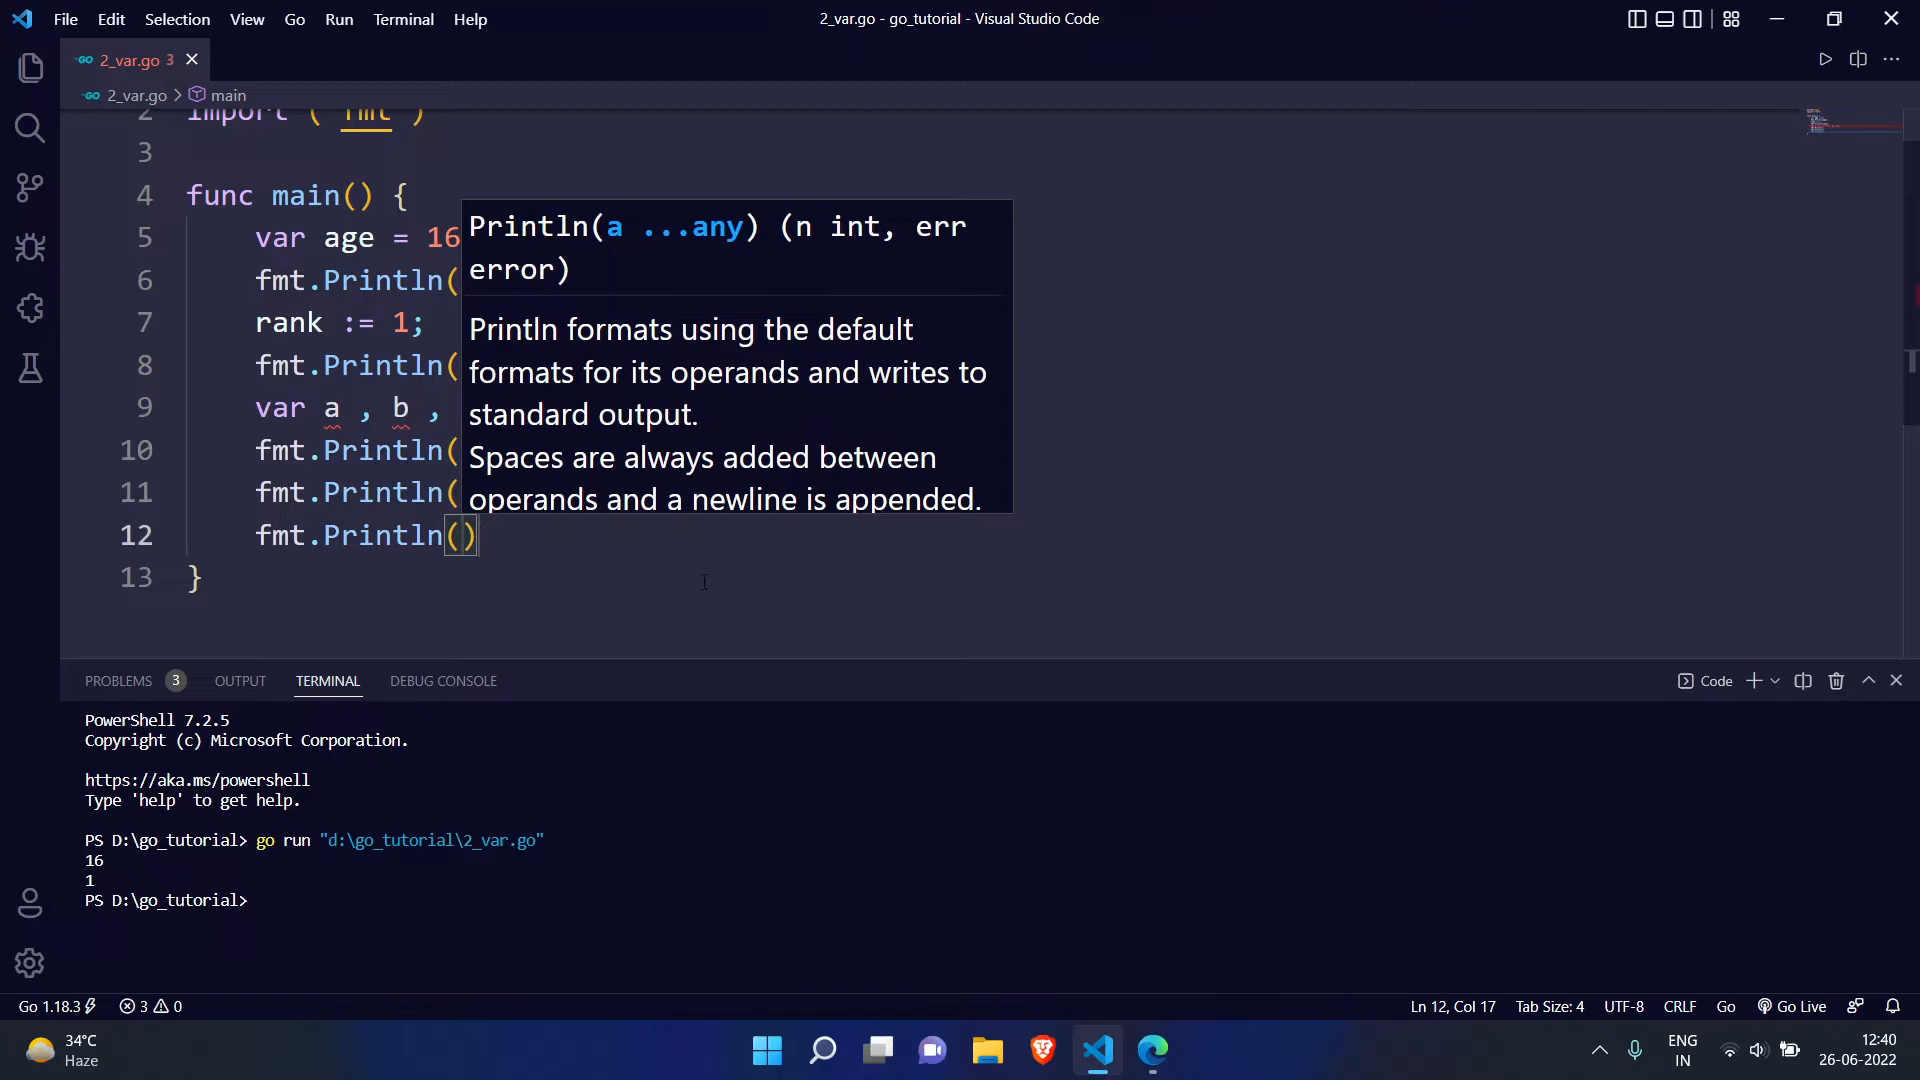 File Edit Selection View Go Run Terminal Help
2_var.go - go_tutorial - Visual Studio Code
GO 2_var.go 3
GO 2_var.go > main
2 import ( "fmt" )
3
4 func main() {
5 var age = 16
6 fmt.Println(
7 rank := 1;
8 fmt.Println(
9 var a , b ,
10 fmt.Println(
11 fmt.Println(
12 fmt.Println()
13 }
Println(a ...any) (n int, err
error)
Println formats using the default
formats for its operands and writes to
standard output.
Spaces are always added between
operands and a newline is appended.
PROBLEMS 3 OUTPUT TERMINAL DEBUG CONSOLE
Code
PowerShell 7.2.5
Copyright (c) Microsoft Corporation.
https://aka.ms/powershell
Type 'help' to get help.
PS D:\go_tutorial> go run "d:\go_tutorial\2_var.go"
16
1
PS D:\go_tutorial>
Go 1.18.3 3 0
Ln 12, Col 17 Tab Size: 4 UTF-8 CRLF Go Go Live
34°C
Haze
ENG
IN
12:40
26-06-2022